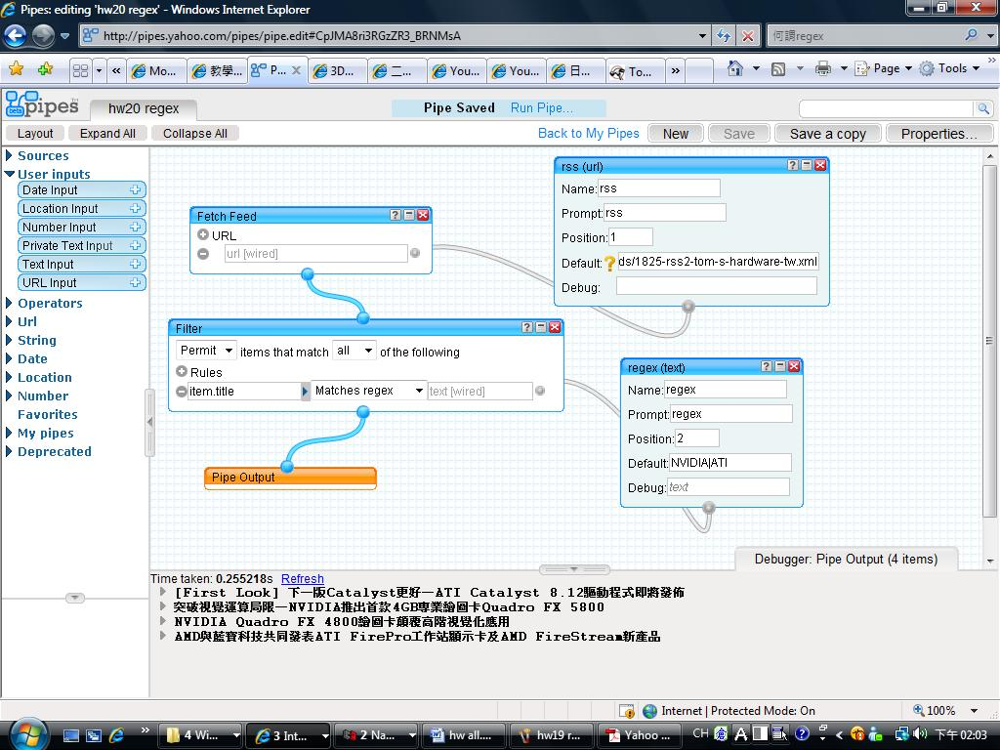 Pipes: editing 'hw20 regex' - Windows Internet Explorer
http://pipes.yahoo.com/pipes/pipe.edit#CpJMA8ri3RGzZR3_BRNMsA
何謂regex
Mo...
教學...
P...
3D...
二...
You...
You...
日...
To...
Page
Tools
pipes
beta
hw20 regex
Pipe Saved Run Pipe...
Layout Expand All Collapse All
Back to My Pipes New Save Save a copy Properties...
Sources
User inputs
Date Input
Location Input
Number Input
Private Text Input
Text Input
URL Input
Operators
Url
String
Date
Location
Number
Favorites
My pipes
Deprecated
Fetch Feed
URL
url [wired]
Filter
Permit items that match all of the following
Rules
item.title Matches regex text [wired]
Pipe Output
rss (url)
Name: rss
Prompt: rss
Position: 1
Default: ds/1825-rss2-tom-s-hardware-tw.xml
Debug:
regex (text)
Name: regex
Prompt: regex
Position: 2
Default: NVIDIA|ATI
Debug: text
Debugger: Pipe Output (4 items)
Time taken: 0.255218s Refresh
[First Look] 下一版Catalyst更好—ATI Catalyst 8.12驅動程式即將發佈
突破視覺運算局限—NVIDIA推出首款4GB專業繪圖卡Quadro FX 5800
NVIDIA Quadro FX 4800繪圖卡顛覆高階視覺化應用
AMD與藍寶科技共同發表ATI FirePro工作站顯示卡及AMD FireStream新產品
Internet | Protected Mode: On
100%
4 Wi...
3 Int...
2 Na...
hw all....
hw19 r...
Yahoo ...
CH
下午 02:03